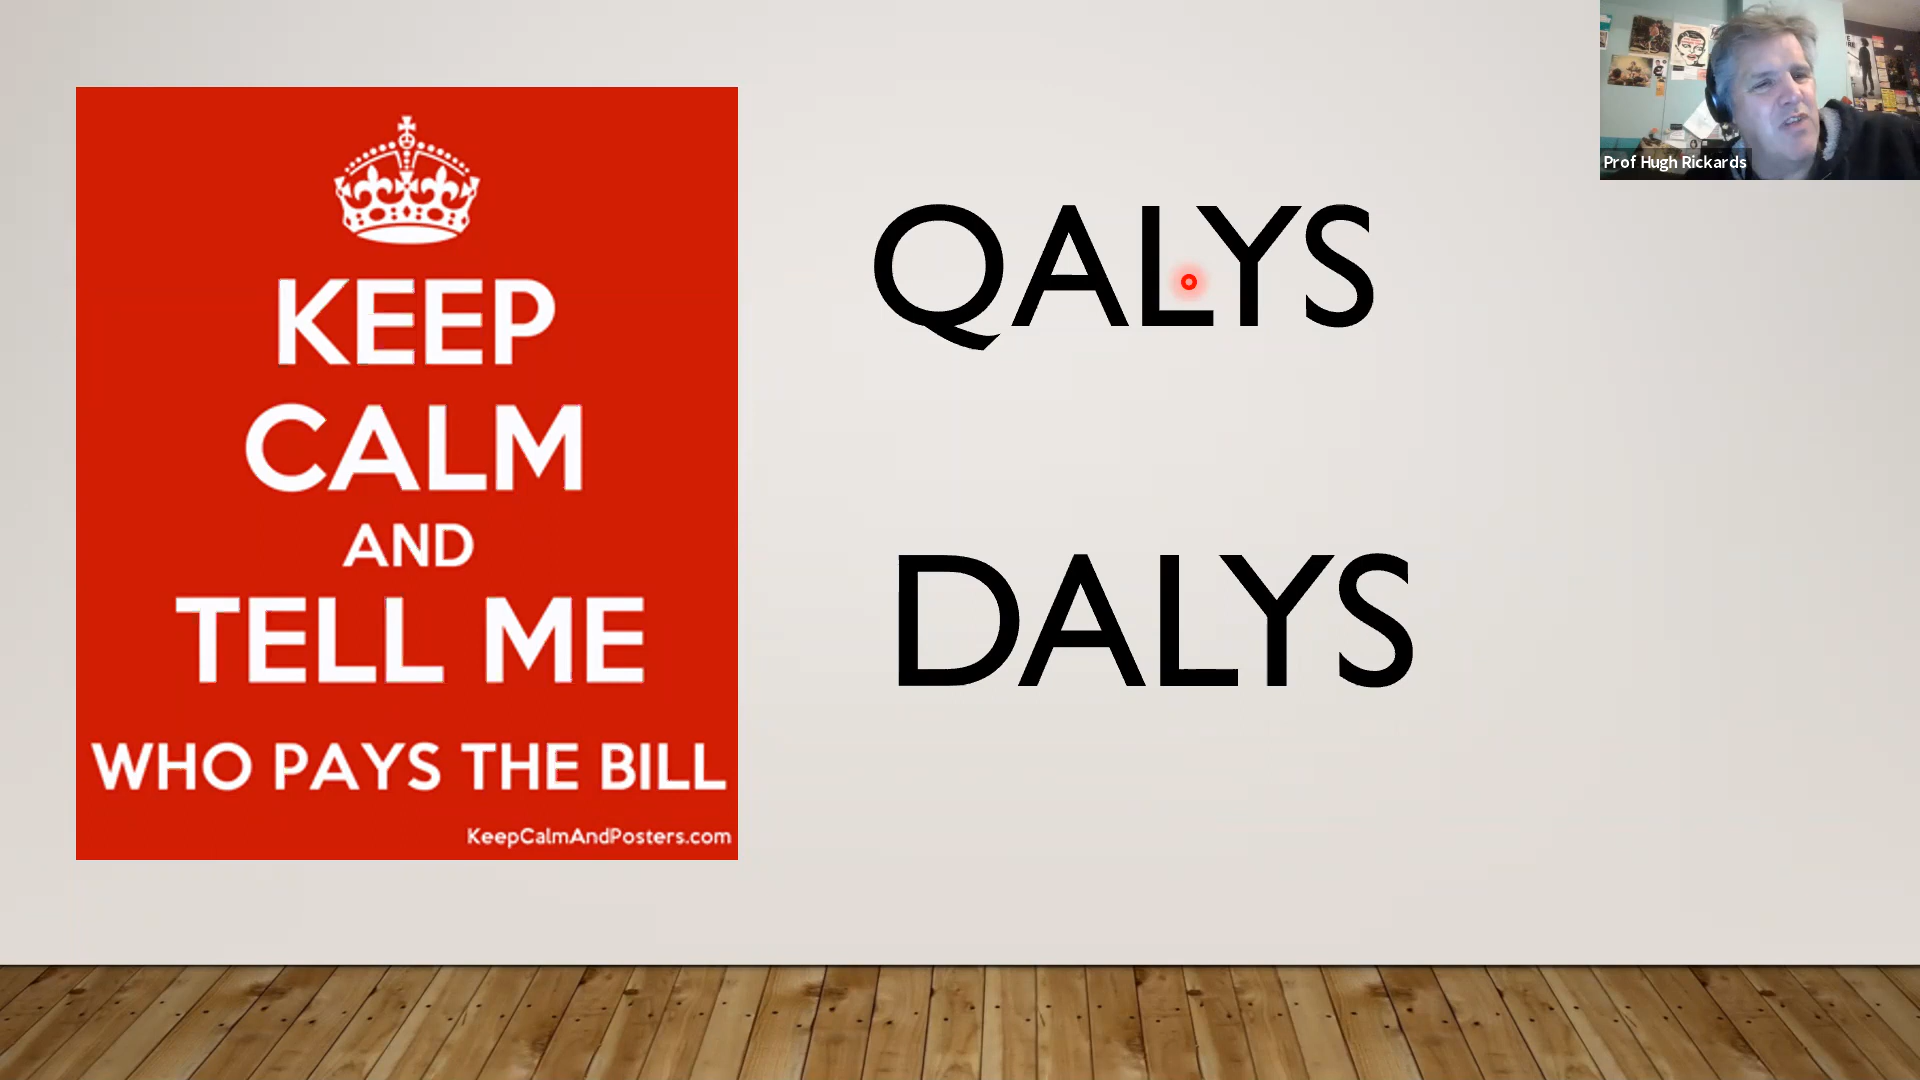 KEEP
CALM
AND
TELL ME
WHO PAYS THE BILL
KeepCalmAndPosters.com
QALYS
DALYS
Prof Hugh Rickards